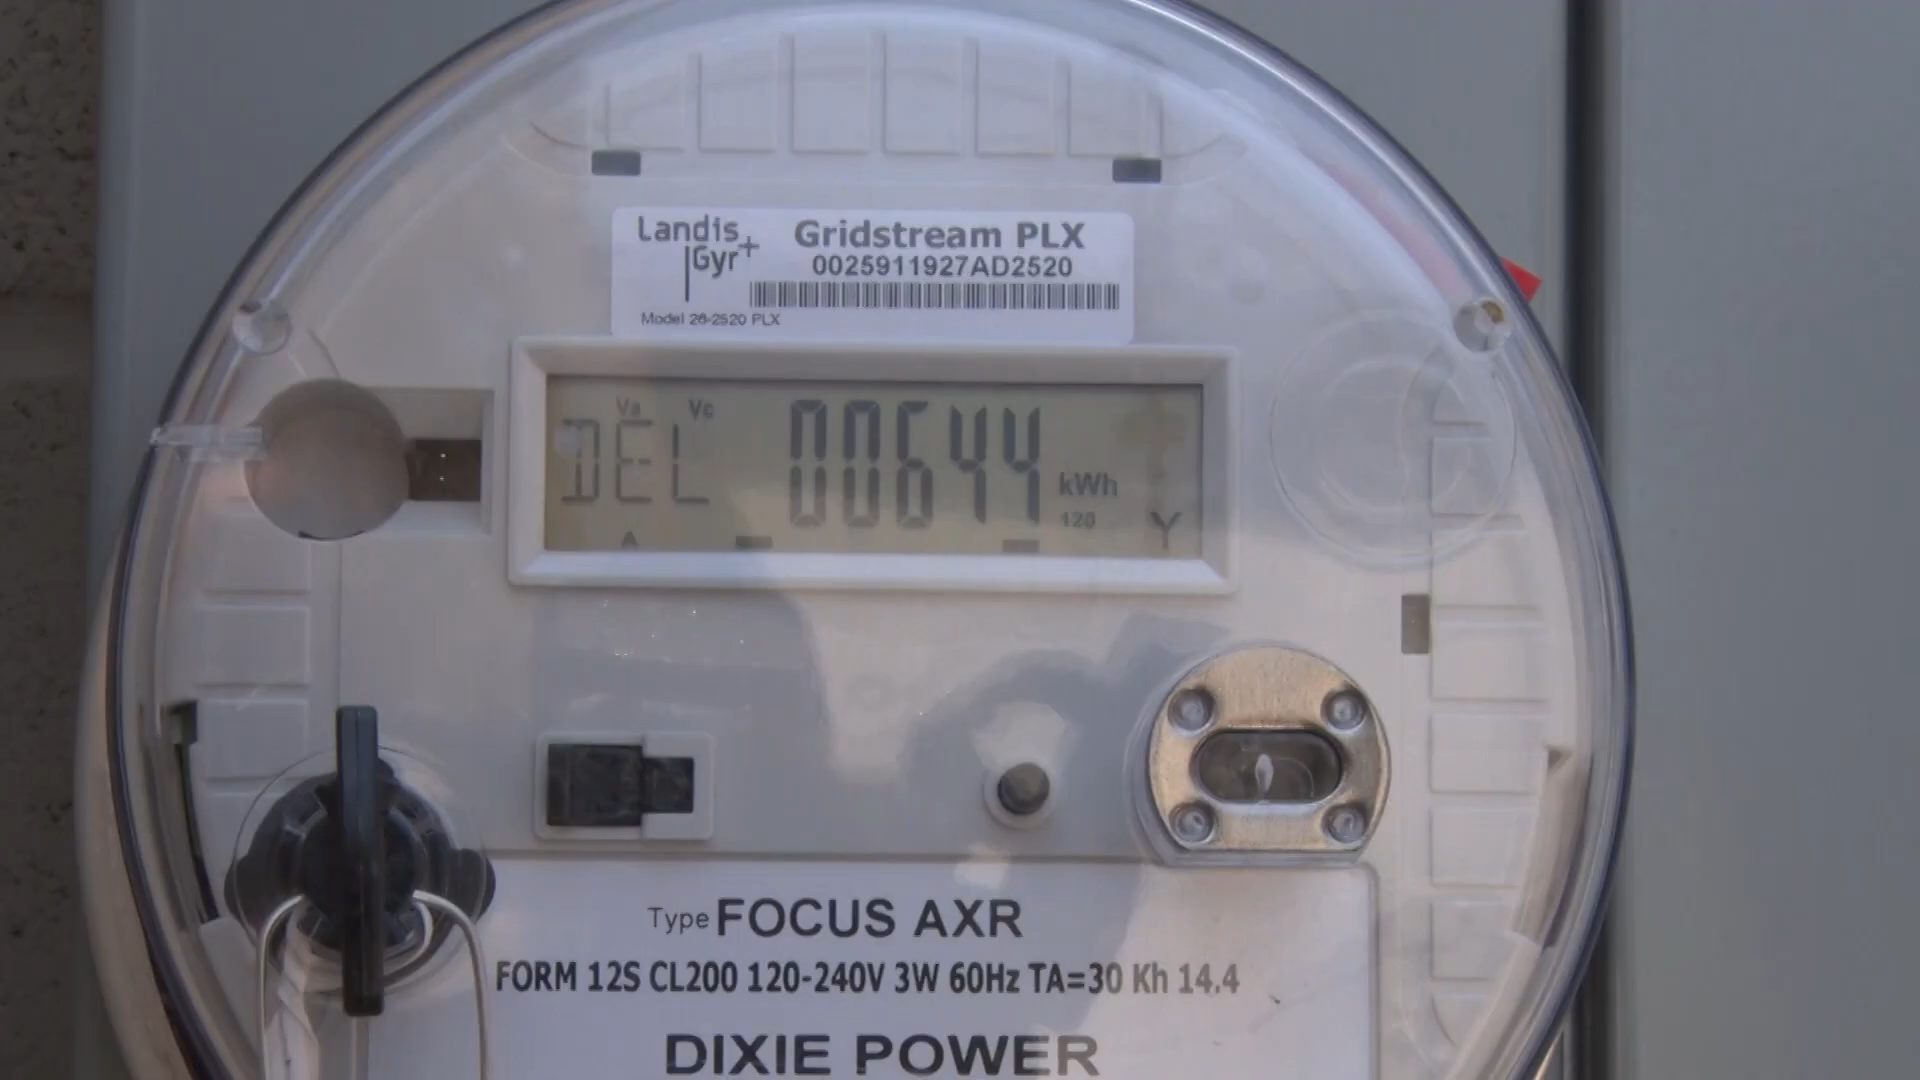 Landis
Gyr+
Gridstream PLX
0025911927AD2520
Model 26-2520 PLX
Va Vc
DEL 00644 kWh
120
Y
Type FOCUS AXR
FORM 12S CL200 120-240V 3W 60Hz TA=30 Kh 14.4
DIXIE POWER